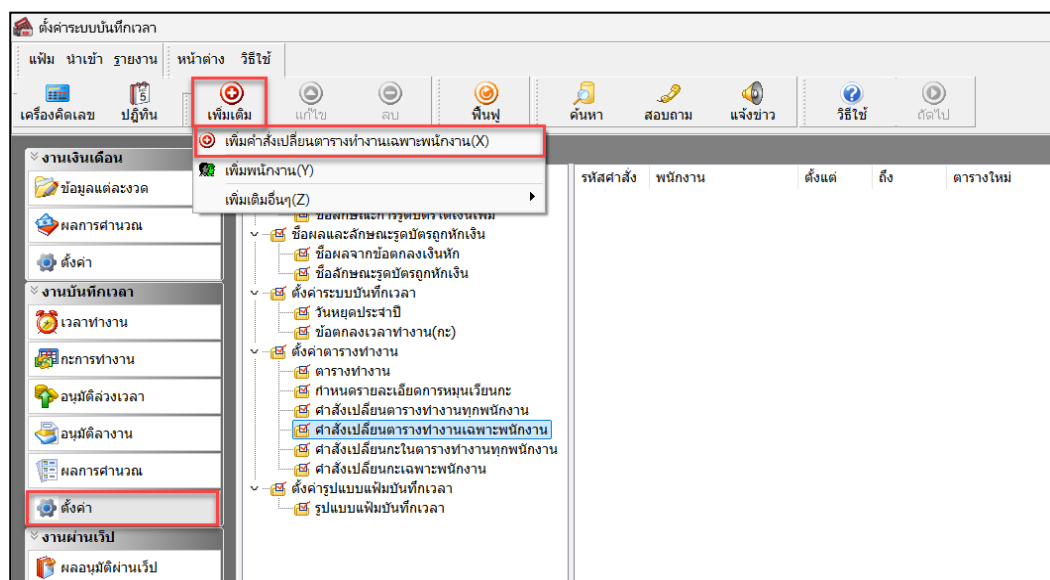 ตั้งค่าระบบบันทึกเวลา
แฟ้ม นำเข้า รายงาน หน้าต่าง วิธีใช้
เครื่องคิดเลข ปฏิทิน เพิ่มเติม แก้ไข ลบ ฟื้นฟู ค้นหา สอบถาม แจ้งข่าว วิธีใช้ ถัดไป
เพิ่มคำสั่งเปลี่ยนตารางทำงานเฉพาะพนักงาน(X)
เพิ่มพนักงาน(Y)
เพิ่มเติมอื่นๆ(Z)
งานเงินเดือน
ข้อมูลแต่ละงวด
ผลการคำนวณ
ตั้งค่า
งานบันทึกเวลา
เวลาทำงาน
กะการทำงาน
อนุมัติล่วงเวลา
อนุมัติลางาน
ผลการคำนวณ
ตั้งค่า
งานผ่านเว็ป
ผลอนุมัติผ่านเว็ป
ชื่อลักษณะการรูดบัตรได้เงินเพิ่ม
ชื่อผลและลักษณะรูดบัตรถูกหักเงิน
ชื่อผลจากข้อตกลงเงินหัก
ชื่อลักษณะรูดบัตรถูกหักเงิน
ตั้งค่าระบบบันทึกเวลา
วันหยุดประจำปี
ข้อตกลงเวลาทำงาน(กะ)
ตั้งค่าตารางทำงาน
ตารางทำงาน
กำหนดรายละเอียดการหมุนเวียนกะ
คำสั่งเปลี่ยนตารางทำงานทุกพนักงาน
คำสั่งเปลี่ยนตารางทำงานเฉพาะพนักงาน
คำสั่งเปลี่ยนกะในตารางทำงานทุกพนักงาน
คำสั่งเปลี่ยนกะเฉพาะพนักงาน
ตั้งค่ารูปแบบแฟ้มบันทึกเวลา
รูปแบบแฟ้มบันทึกเวลา
รหัสคำสั่ง พนักงาน ตั้งแต่ ถึง ตารางใหม่